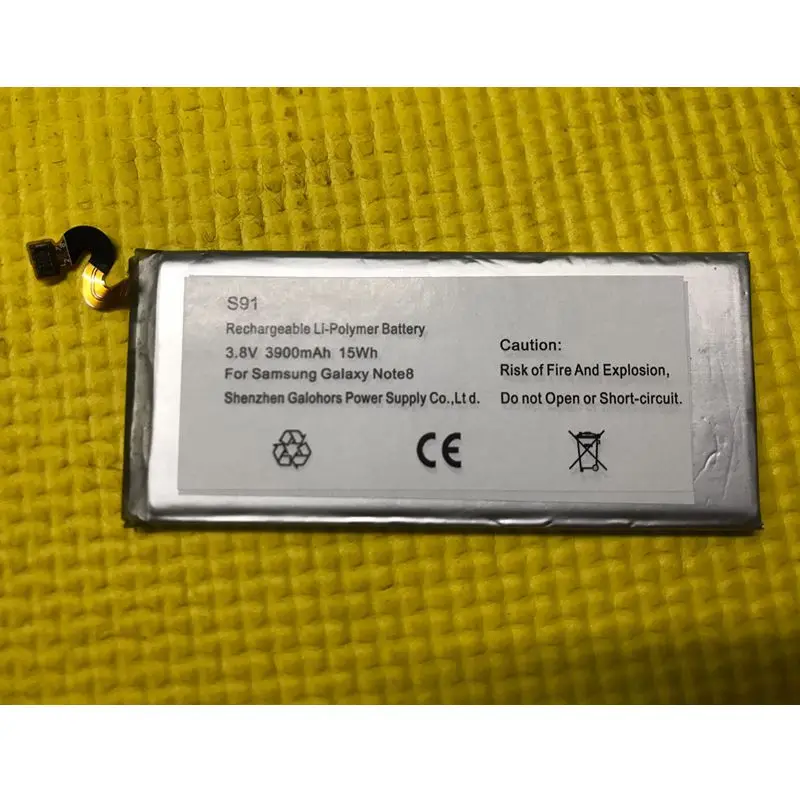 S91
Rechargeable Li-Polymer Battery
3.8V 3900mAh 15Wh
For Samsung Galaxy Note8
Shenzhen Galohors Power Supply Co.,Ltd.
Caution:
Risk of Fire And Explosion,
Do not Open or Short-circuit.
CE